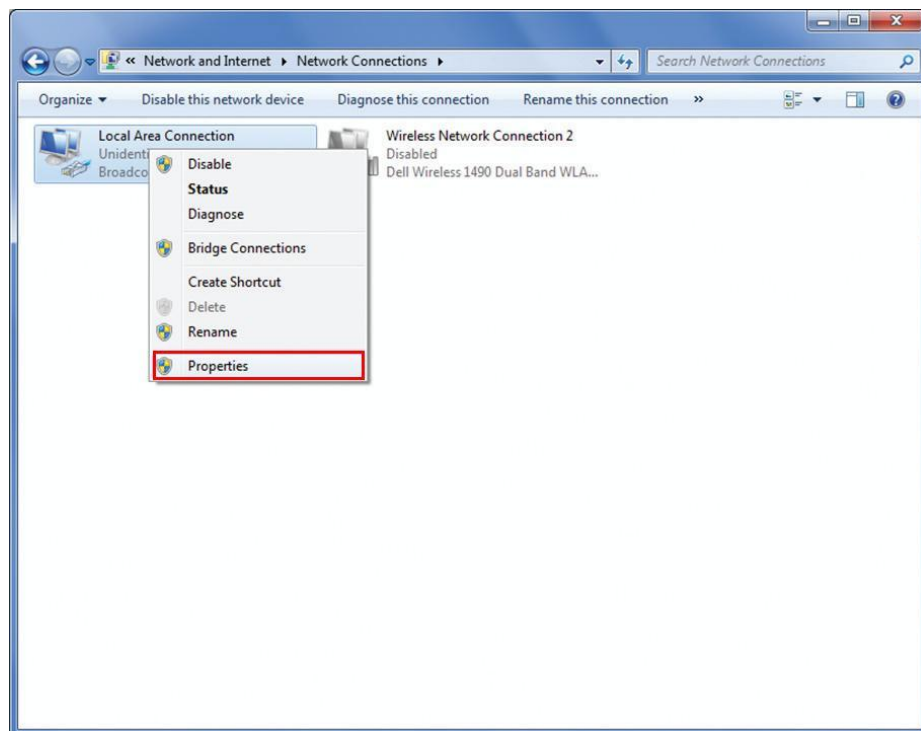 « Network and Internet ▸ Network Connections ▸
Search Network Connections
Organize ▾ Disable this network device Diagnose this connection Rename this connection »
Local Area Connection
Broadco
Wireless Network Connection 2
Disabled
Dell Wireless 1490 Dual Band WLA...
Disable
Status
Diagnose
Bridge Connections
Create Shortcut
Delete
Rename
Properties